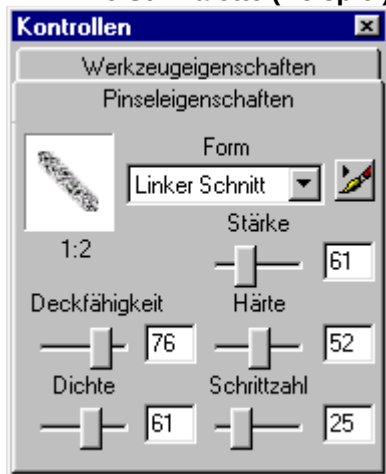 Kontrollen
Werkzeugeigenschaften
Pinseleigenschaften
Form
Linker Schnitt
1:2
Stärke
61
Deckfähigkeit Härte
76 52
Dichte Schrittzahl
61 25